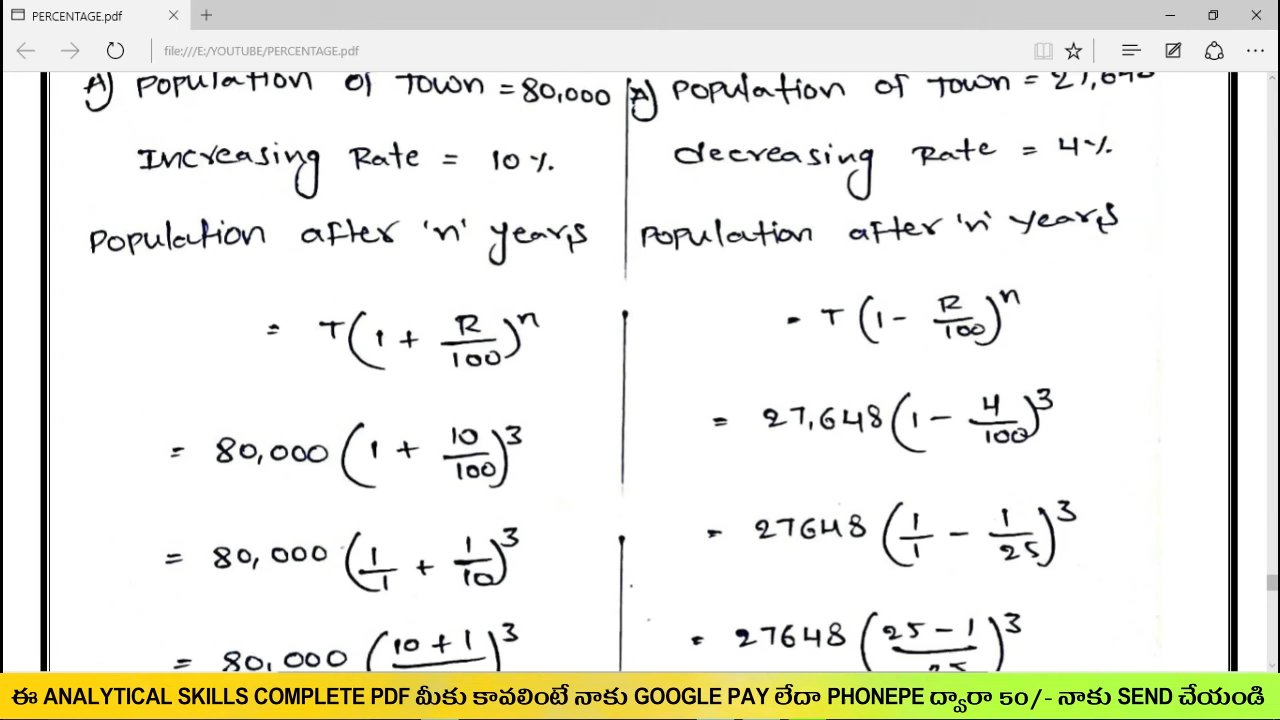 PERCENTAGE.pdf
file:///E:/YOUTUBE/PERCENTAGE.pdf
A) Population of Town = 80,000
Increasing Rate = 10%.
Population after 'n' years
= T(1 + R/100)^n
= 80,000 (1 + 10/100)^3
= 80,000 (1/1 + 1/10)^3
= 80,000 (10 + 1)^3
A) Population of Town =
decreasing Rate = 4%.
Population after 'n' years
= T (1 - R/100)^n
= 27,648 (1 - 4/100)^3
= 27648 (1/1 - 1/25)^3
= 27648 (25 - 1/25)^3
ఈ ANALYTICAL SKILLS COMPLETE PDF మీకు కావలింటే నాకు GOOGLE PAY లేదా PHONEPE ద్వారా 50/- నాకు SEND చేయండి